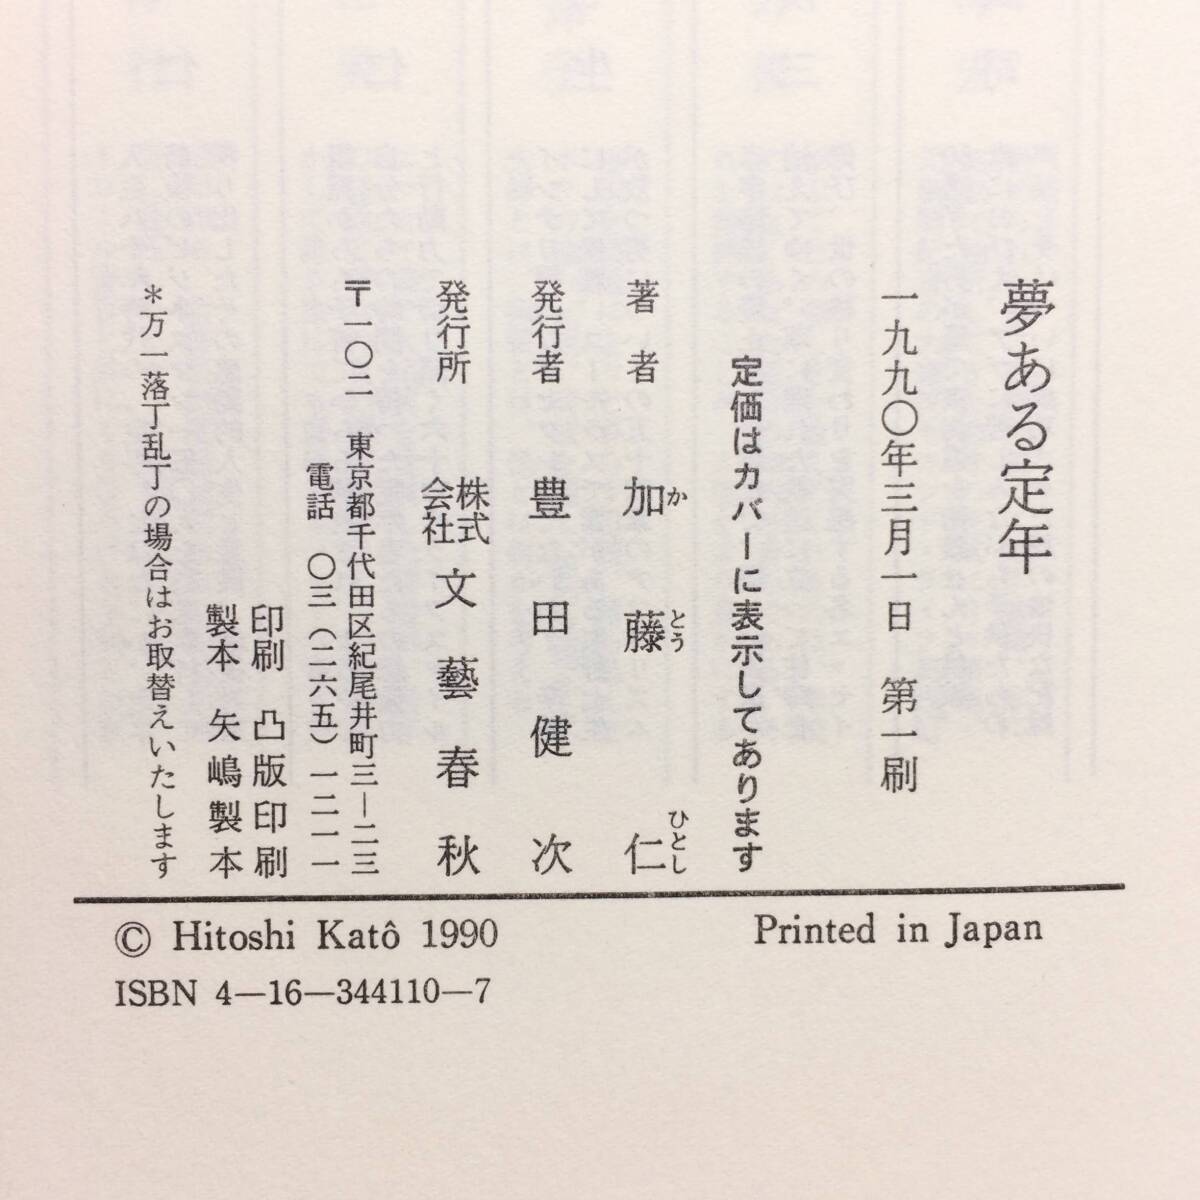 夢ある定年
一九九〇年三月一日 第一刷
定価はカバーに表示してあります
著者 加藤仁
か とう ひとし
発行者 豊田健次
発行所 株式会社 文藝春秋
〒一〇二 東京都千代田区紀尾井町三―二三
電話 〇三(二六五)一二一一
印刷 凸版印刷
製本 矢嶋製本
＊万一落丁乱丁の場合はお取替えいたします
© Hitoshi Katô 1990
Printed in Japan
ISBN 4—16—344110—7